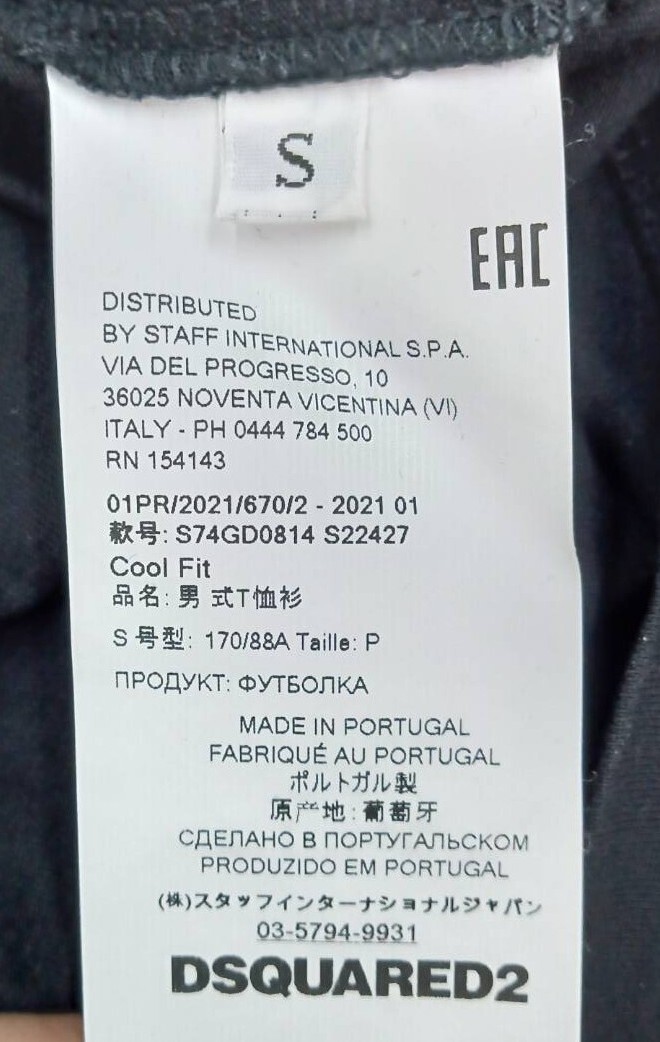 S
EAC
DISTRIBUTED
BY STAFF INTERNATIONAL S.P.A.
VIA DEL PROGRESSO, 10
36025 NOVENTA VICENTINA (VI)
ITALY - PH 0444 784 500
RN 154143
01PR/2021/670/2 - 2021 01
款号: S74GD0814 S22427
Cool Fit
品名: 男 式T恤衫
S 号型: 170/88A Taille: P
ПРОДУКТ: ФУТБОЛКА
MADE IN PORTUGAL
FABRIQUÉ AU PORTUGAL
ポルトガル製
原产地: 葡萄牙
СДЕЛАНО В ПОРТУГАЛЬСКОМ
PRODUZIDO EM PORTUGAL
(株)スタッフインターナショナルジャパン
03-5794-9931
DSQUARED2